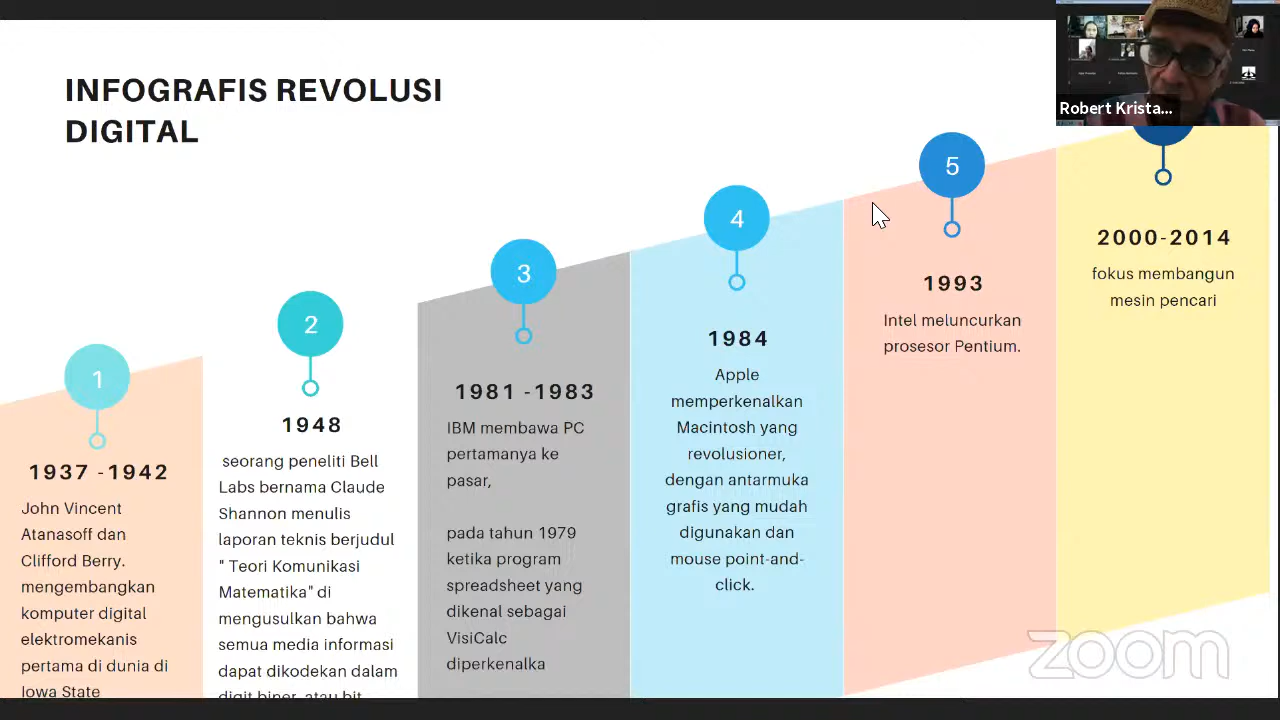 INFOGRAFIS REVOLUSI
DIGITAL
Robert Krista...
1
1937 -1942
John Vincent
Atanasoff dan
Clifford Berry.
mengembangkan
komputer digital
elektromekanis
pertama di dunia di
Iowa State
2
1948
seorang peneliti Bell
Labs bernama Claude
Shannon menulis
laporan teknis berjudul
" Teori Komunikasi
Matematika" di
mengusulkan bahwa
semua media informasi
dapat dikodekan dalam
digit biner, atau bit
3
1981 -1983
IBM membawa PC
pertamanya ke
pasar,
pada tahun 1979
ketika program
spreadsheet yang
dikenal sebagai
VisiCalc
diperkenalka
4
1984
Apple
memperkenalkan
Macintosh yang
revolusioner,
dengan antarmuka
grafis yang mudah
digunakan dan
mouse point-and-
click.
5
1993
Intel meluncurkan
prosesor Pentium.
2000-2014
fokus membangun
mesin pencari
zoom